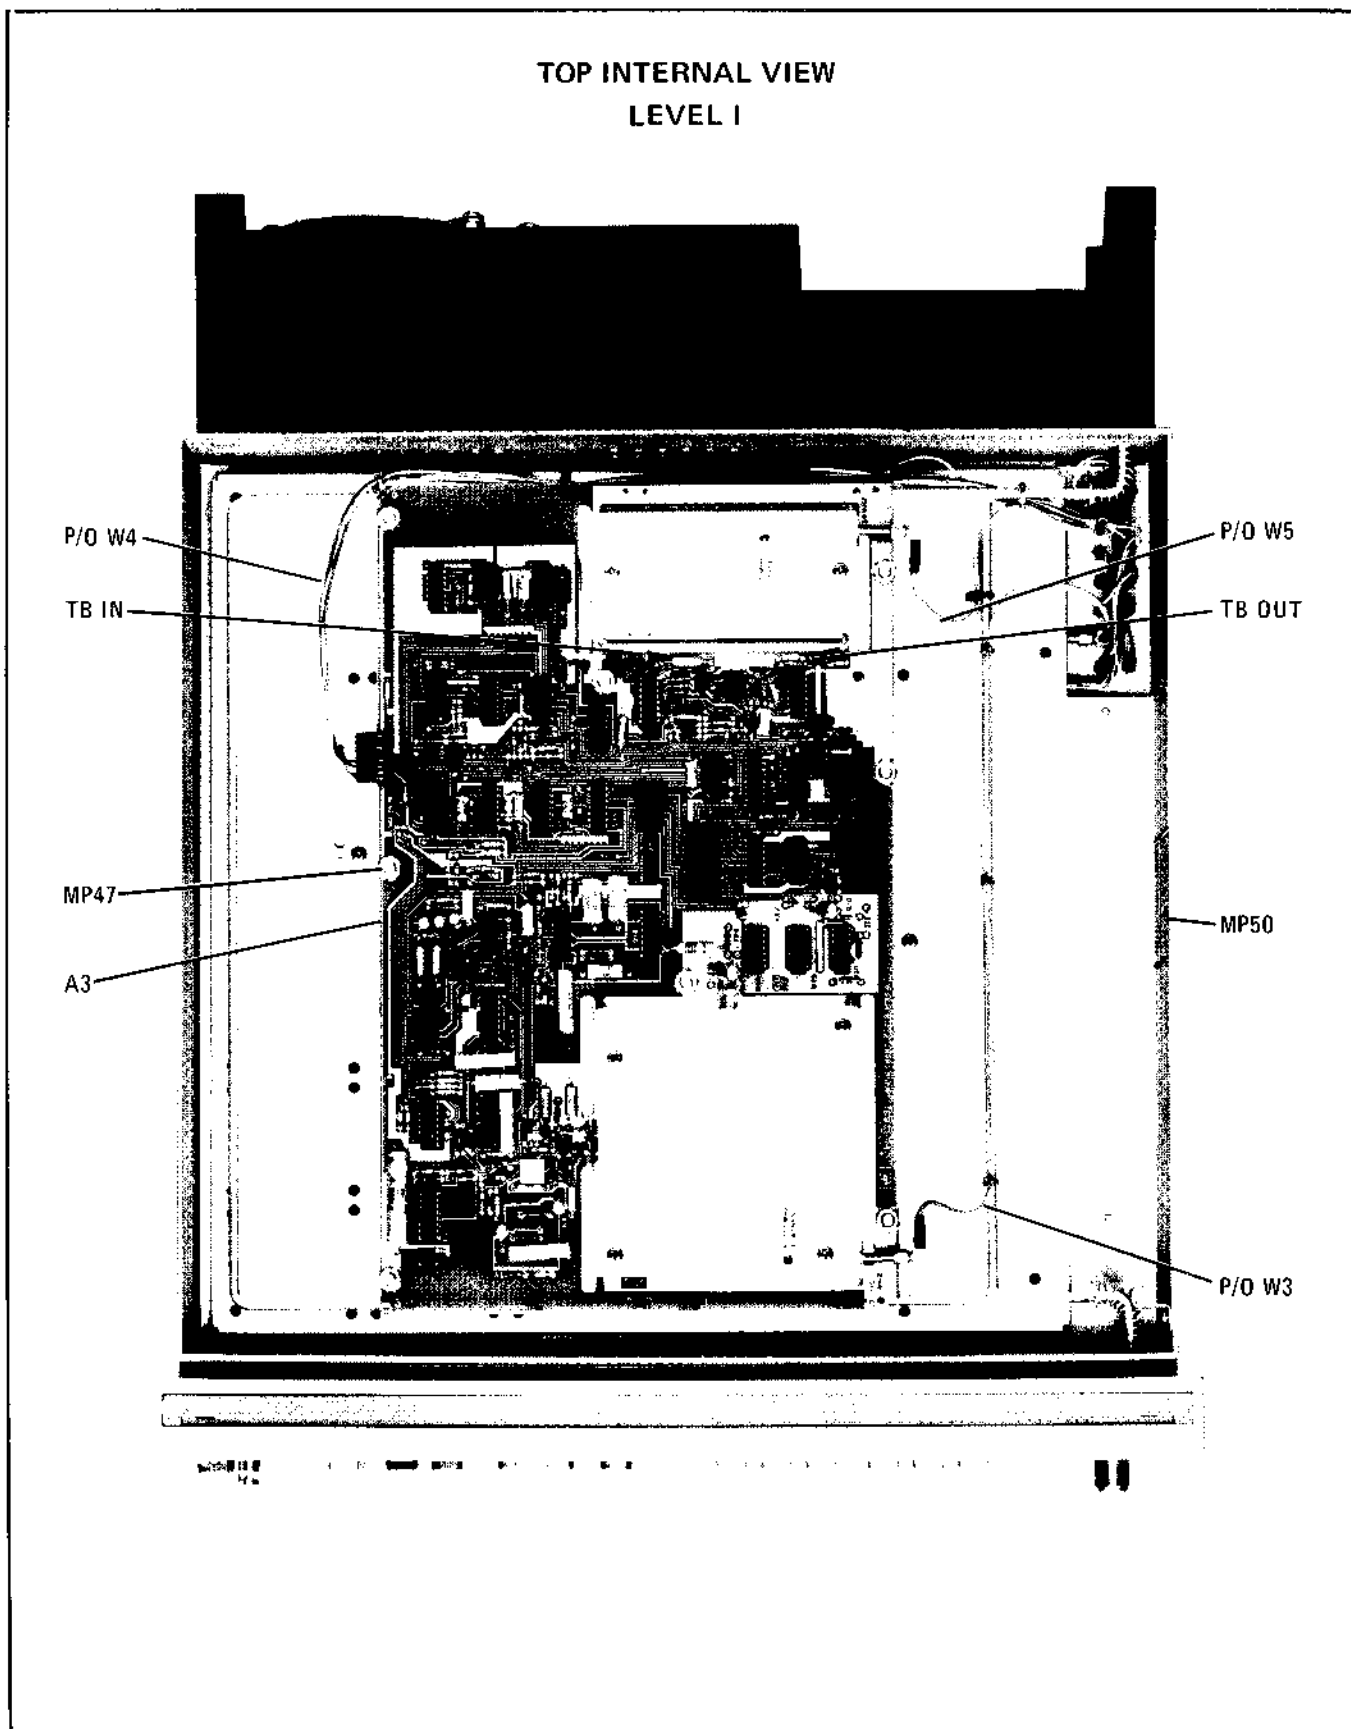 TOP INTERNAL VIEW
LEVEL I
P/O W4
TB IN
MP47
A3
P/O W5
TB OUT
MP50
P/O W3